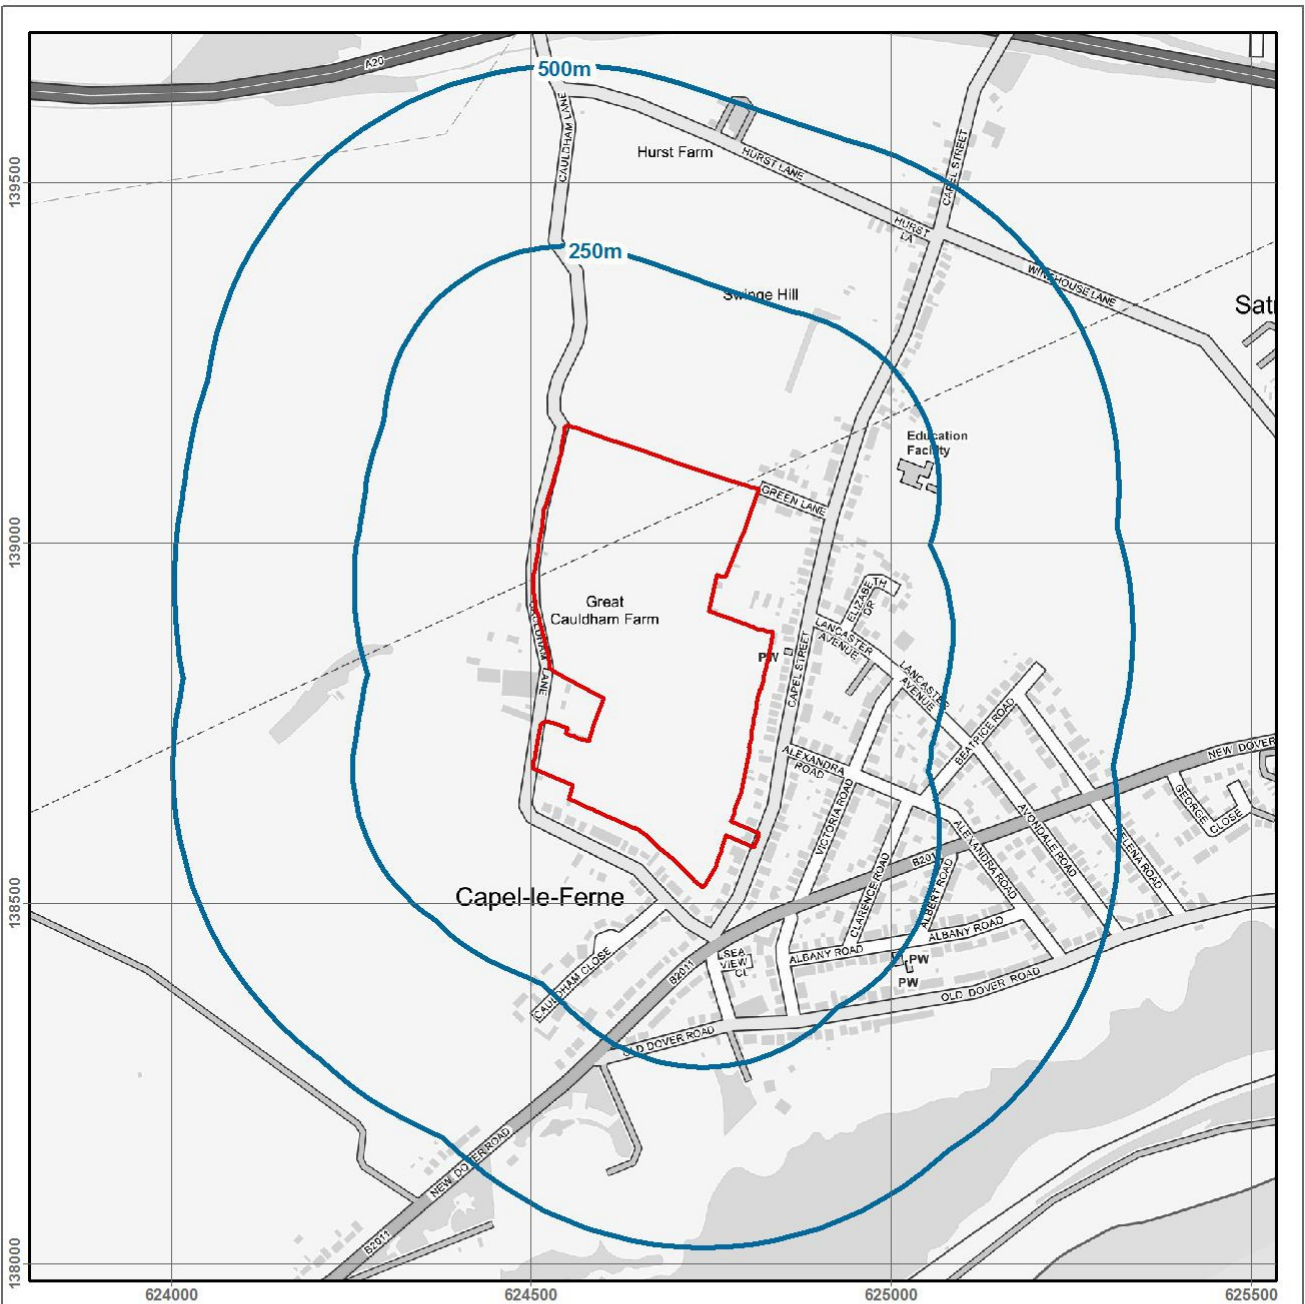 A20
500m
CAULDHAM LANE
Hurst Farm
HURST LANE
CAPEL STREET
139500
HURST
LA
250m
WINEHOUSE LANE
Swinge Hill
Education
Facility
GREEN LANE
139000
Great
Cauldham Farm
CAULDHAM LANE
ELIZABETH
DR
LANCASTER
AVENUE
PW
CAPEL STREET
LANCASTER
AVENUE
BEATRICE ROAD
NEW DOVER
ALEXANDRA
ROAD
VICTORIA ROAD
GEORGE
CLOSE
AVONDALE ROAD
HELENA ROAD
ALEXANDRA ROAD
CLARENCE ROAD
ALBERT ROAD
Capel-le-Ferne
138500
ALBANY ROAD
ALBANY ROAD
SEA
VIEW
CL
B2011
CAULDHAM CLOSE
PW
PW
OLD DOVER ROAD
OLD DOVER ROAD
NEW DOVER ROAD
B2011
138000
624000
624500
625000
625500